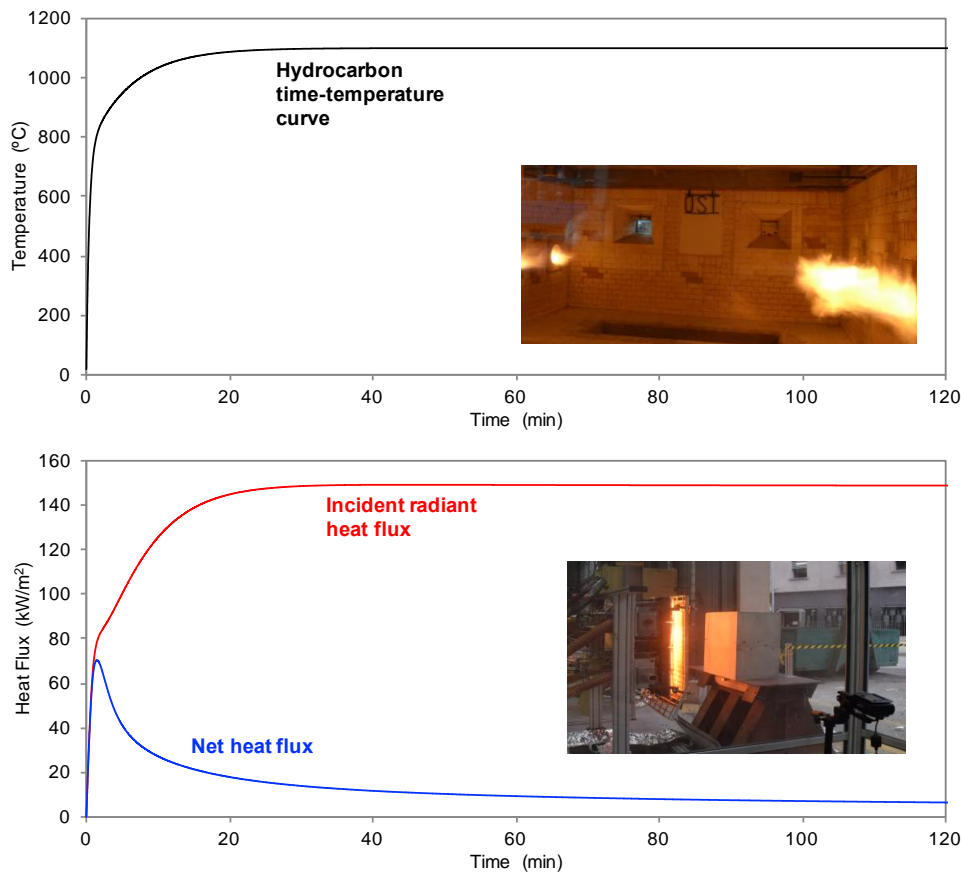 1200
1000
800
600
400
200
0
Temperature (ºC)
Hydrocarbon
time-temperature
curve
0 20 40 60 80 100 120
Time (min)
160
140
120
100
80
60
40
20
0
Heat Flux (kW/m²)
Incident radiant
heat flux
Net heat flux
0 20 40 60 80 100 120
Time (min)